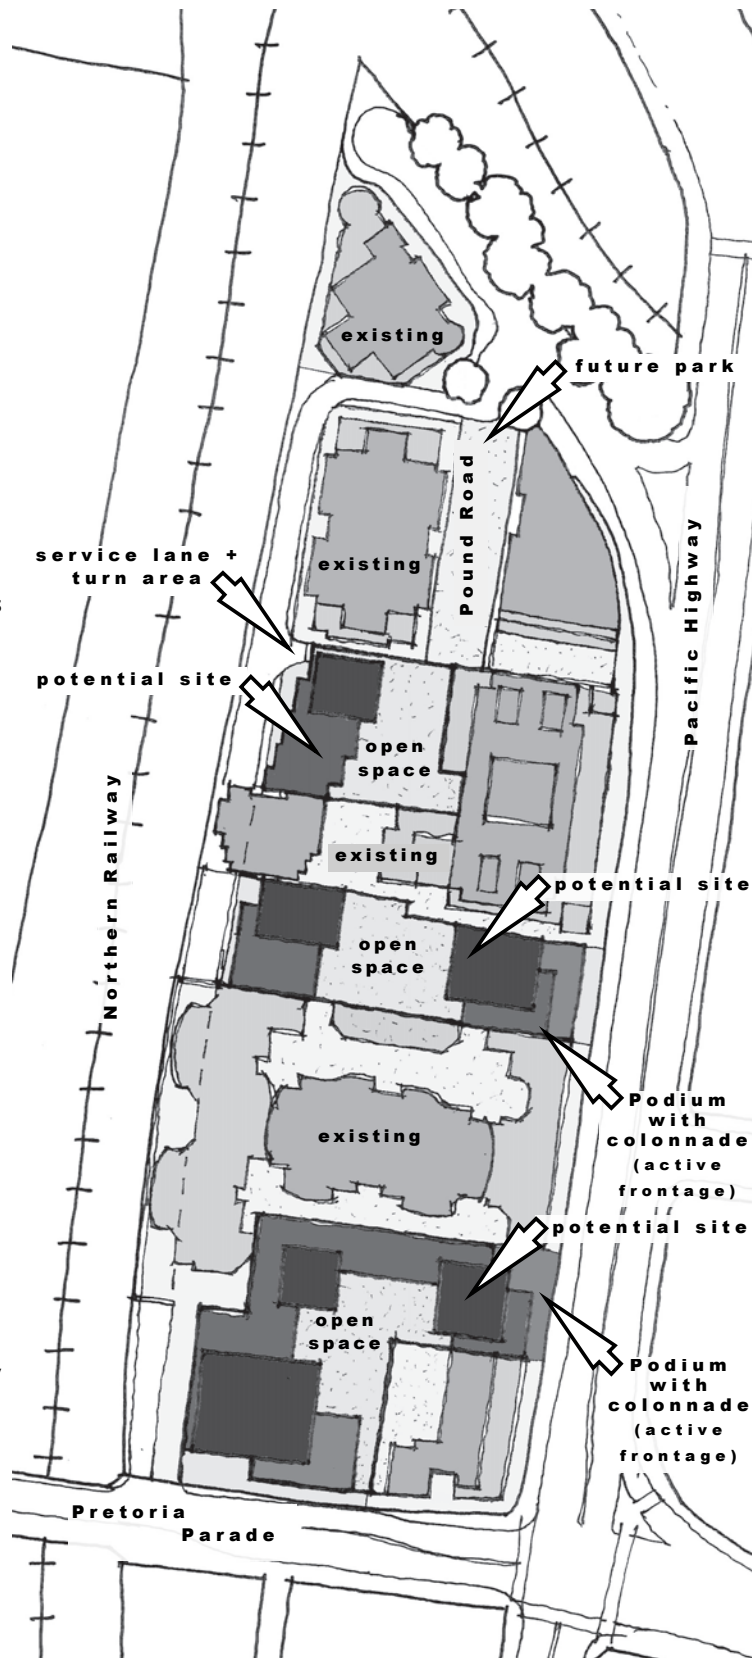 existing
future park
Pound Road
existing
service lane +
turn area
Pacific Highway
potential site
open
space
Northern Railway
existing
potential site
open
space
Podium
with
colonnade
(active
frontage)
existing
potential site
open
space
Podium
with
colonnade
(active
frontage)
Pretoria
Parade